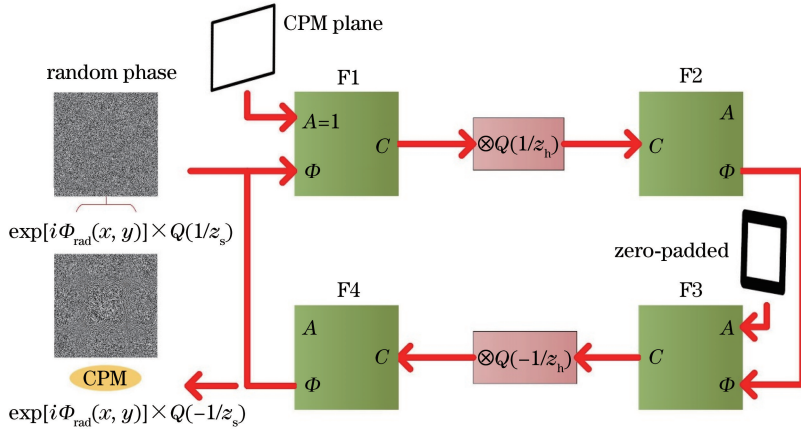 CPM plane
random phase
F1
F2
A=1
A
C
⊗Q(1/z_h)
C
Φ
Φ
exp[iΦ_rad(x, y)]×Q(1/z_s)
zero-padded
F4
F3
A
A
C
⊗Q(-1/z_h)
C
CPM
Φ
Φ
exp[iΦ_rad(x, y)]×Q(-1/z_s)